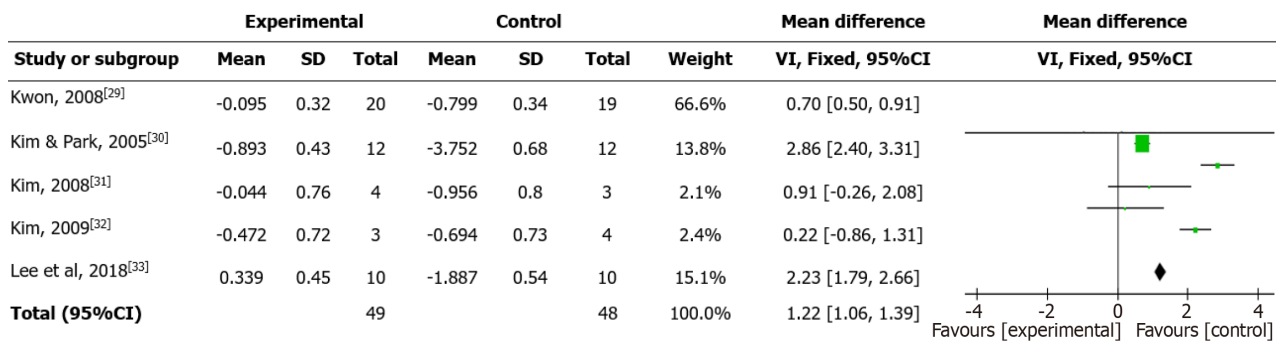 Experimental Control Mean difference Mean difference
Study or subgroup Mean SD Total Mean SD Total Weight VI, Fixed, 95%CI VI, Fixed, 95%CI
Kwon, 2008[29] -0.095 0.32 20 -0.799 0.34 19 66.6% 0.70 [0.50, 0.91]
Kim & Park, 2005[30] -0.893 0.43 12 -3.752 0.68 12 13.8% 2.86 [2.40, 3.31]
Kim, 2008[31] -0.044 0.76 4 -0.956 0.8 3 2.1% 0.91 [-0.26, 2.08]
Kim, 2009[32] -0.472 0.72 3 -0.694 0.73 4 2.4% 0.22 [-0.86, 1.31]
Lee et al, 2018[33] 0.339 0.45 10 -1.887 0.54 10 15.1% 2.23 [1.79, 2.66]
Total (95%CI) 49 48 100.0% 1.22 [1.06, 1.39]
-4 -2 0 2 4
Favours [experimental] Favours [control]